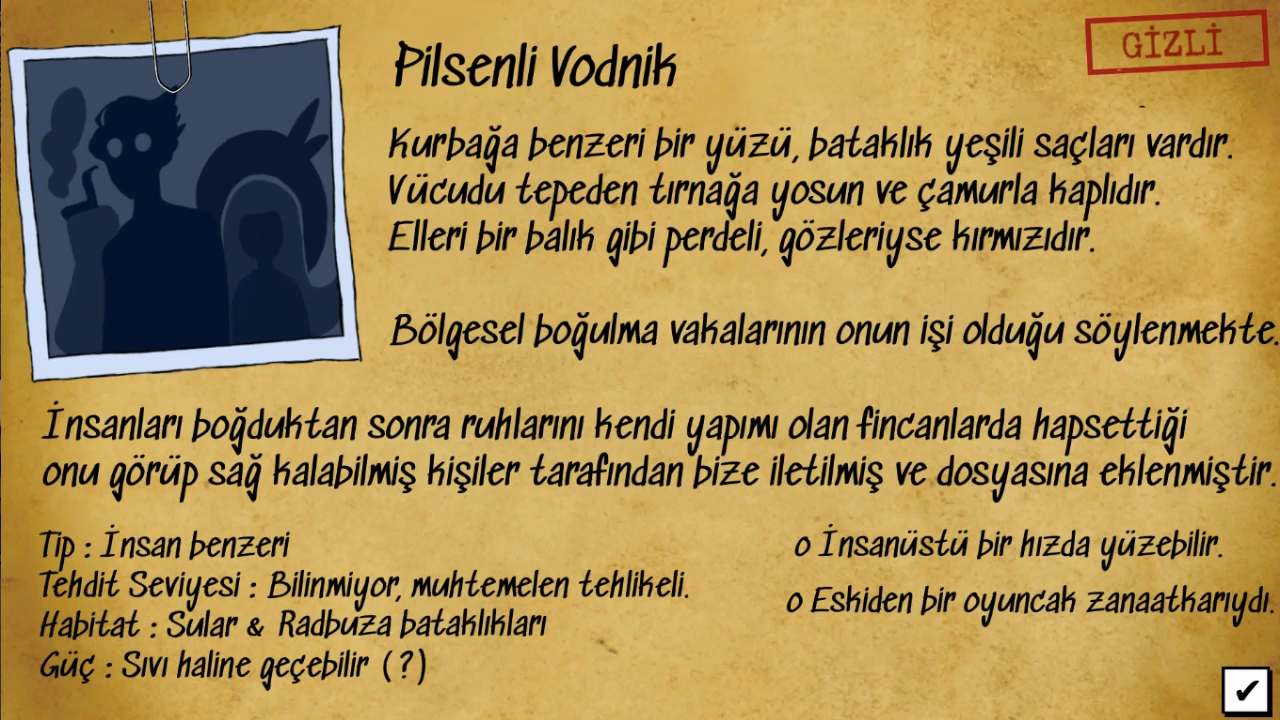 GİZLİ
Pilsenli Vodnik
Kurbağa benzeri bir yüzü, bataklık yeşili saçları vardır.
Vücudu tepeden tırnağa yosun ve çamurla kaplıdır.
Elleri bir balık gibi perdeli, gözleriyse kırmızıdır.
Bölgesel boğulma vakalarının onun işi olduğu söylenmekte.
İnsanları boğduktan sonra ruhlarını kendi yapımı olan fincanlarda hapsettiği
onu görüp sağ kalabilmiş kişiler tarafından bize iletilmiş ve dosyasına eklenmiştir.
Tip : İnsan benzeri
Tehdit Seviyesi : Bilinmiyor, muhtemelen tehlikeli.
Habitat : Sular & Radbuza bataklıkları
Güç : Sıvı haline geçebilir (?)
o İnsanüstü bir hızda yüzebilir.
o Eskiden bir oyuncak zanaatkarıydı.